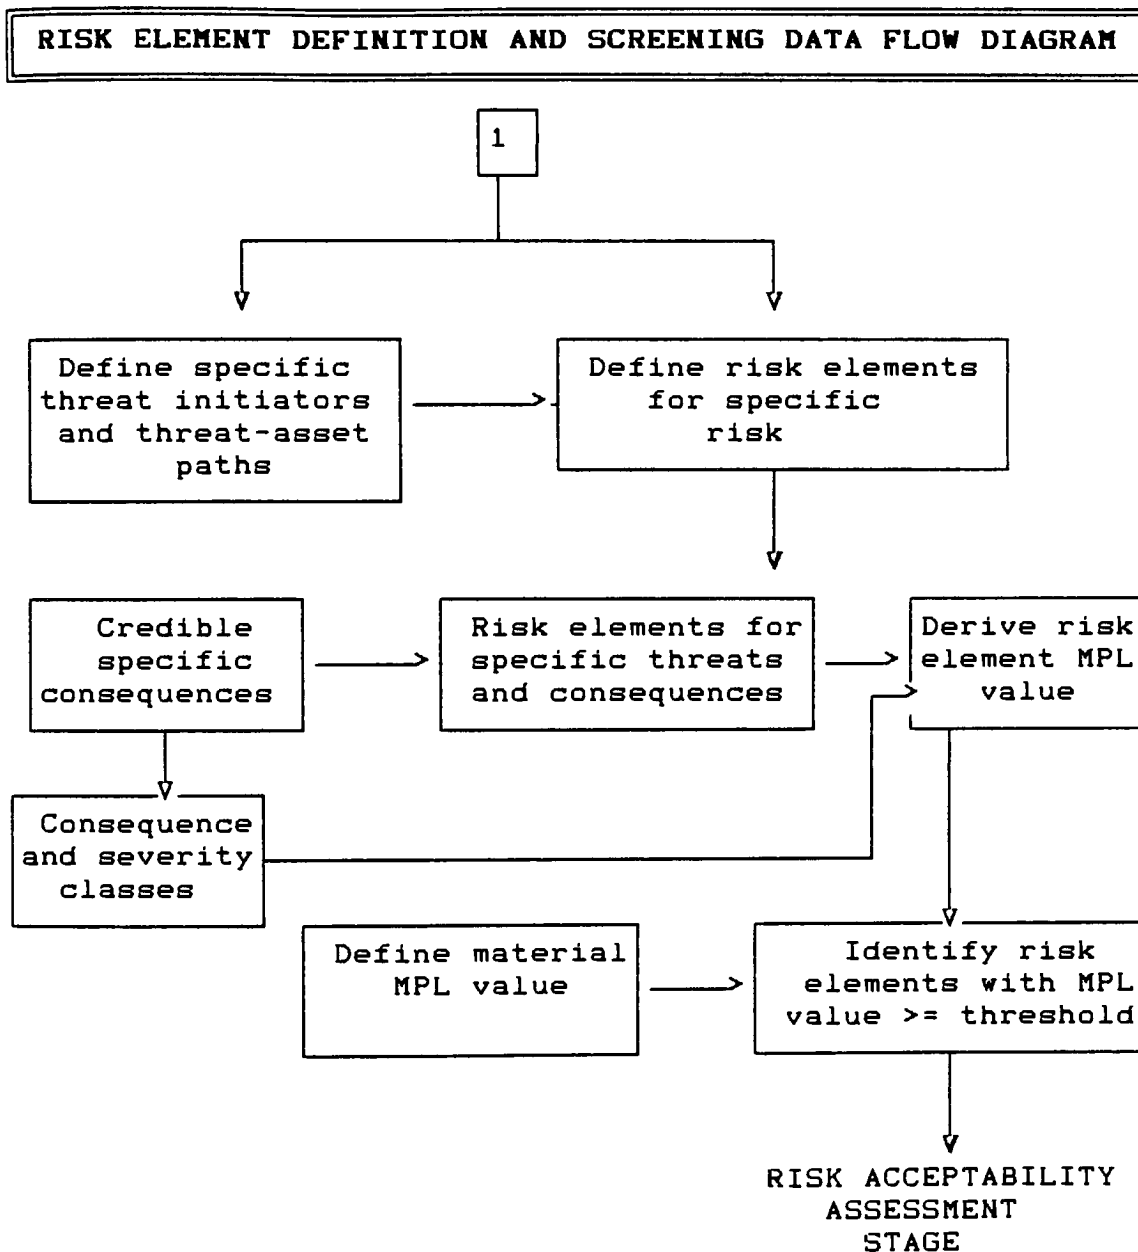 RISK ELEMENT DEFINITION AND SCREENING DATA FLOW DIAGRAM
1
Define specific
threat initiators
and threat-asset
paths
Define risk elements
for specific
risk
Credible
specific
consequences
Risk elements for
specific threats
and consequences
Derive risk
element MPL
value
Consequence
and severity
classes
Define material
MPL value
Identify risk
elements with MPL
value >= threshold
RISK ACCEPTABILITY
ASSESSMENT
STAGE